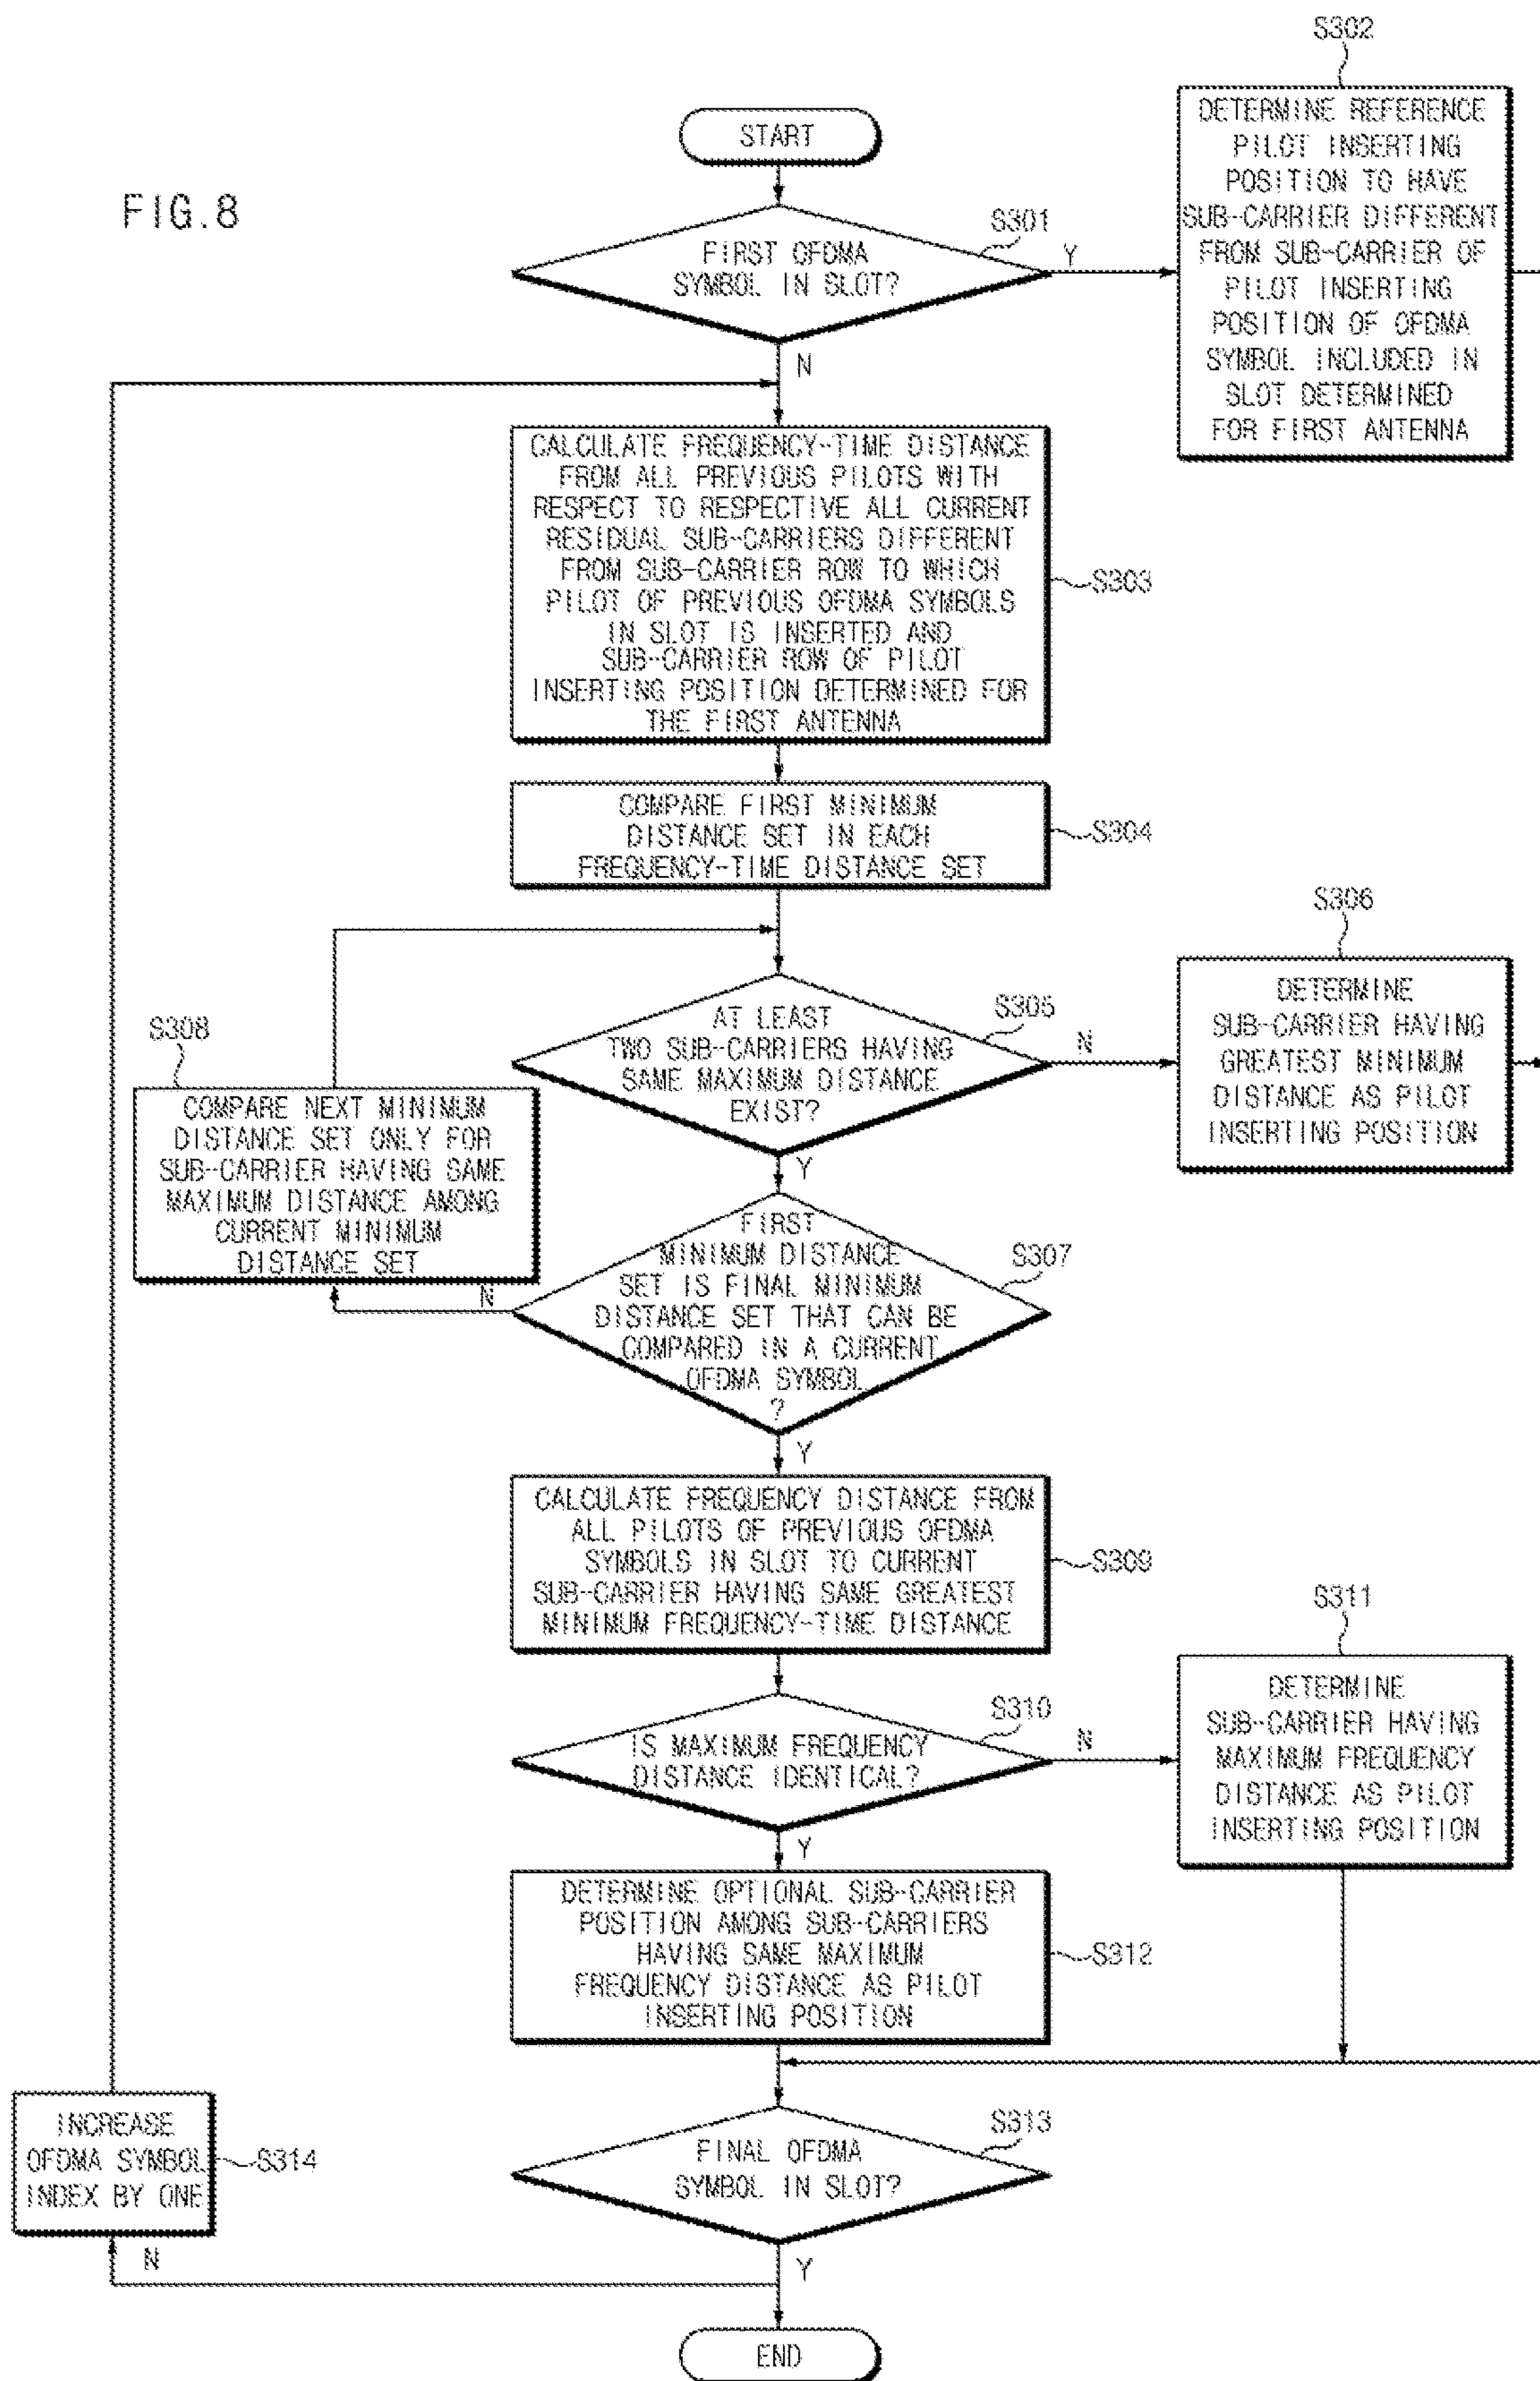 FIG.8
START
S301
FIRST OFDMA
SYMBOL IN SLOT?
Y
N
S302
DETERMINE REFERENCE
PILOT INSERTING
POSITION TO HAVE
SUB-CARRIER DIFFERENT
FROM SUB-CARRIER OF
PILOT INSERTING
POSITION OF OFDMA
SYMBOL INCLUDED IN
SLOT DETERMINED
FOR FIRST ANTENNA
CALCULATE FREQUENCY-TIME DISTANCE
FROM ALL PREVIOUS PILOTS WITH
RESPECT TO RESPECTIVE ALL CURRENT
RESIDUAL SUB-CARRIERS DIFFERENT
FROM SUB-CARRIER ROW TO WHICH
PILOT OF PREVIOUS OFDMA SYMBOLS
IN SLOT IS INSERTED AND
SUB-CARRIER ROW OF PILOT
INSERTING POSITION DETERMINED FOR
THE FIRST ANTENNA
S303
COMPARE FIRST MINIMUM
DISTANCE SET IN EACH
FREQUENCY-TIME DISTANCE SET
S304
S305
AT LEAST
TWO SUB-CARRIERS HAVING
SAME MAXIMUM DISTANCE
EXIST?
N
Y
S306
DETERMINE
SUB-CARRIER HAVING
GREATEST MINIMUM
DISTANCE AS PILOT
INSERTING POSITION
S308
COMPARE NEXT MINIMUM
DISTANCE SET ONLY FOR
SUB-CARRIER HAVING SAME
MAXIMUM DISTANCE AMONG
CURRENT MINIMUM
DISTANCE SET
N
S307
FIRST
MINIMUM DISTANCE
SET IS FINAL MINIMUM
DISTANCE SET THAT CAN BE
COMPARED IN A CURRENT
OFDMA SYMBOL
?
Y
CALCULATE FREQUENCY DISTANCE FROM
ALL PILOTS OF PREVIOUS OFDMA
SYMBOLS IN SLOT TO CURRENT
SUB-CARRIER HAVING SAME GREATEST
MINIMUM FREQUENCY-TIME DISTANCE
S309
S310
IS MAXIMUM FREQUENCY
DISTANCE IDENTICAL?
N
Y
S311
DETERMINE
SUB-CARRIER HAVING
MAXIMUM FREQUENCY
DISTANCE AS PILOT
INSERTING POSITION
DETERMINE OPTIONAL SUB-CARRIER
POSITION AMONG SUB-CARRIERS
HAVING SAME MAXIMUM
FREQUENCY DISTANCE AS PILOT
INSERTING POSITION
S312
S313
FINAL OFDMA
SYMBOL IN SLOT?
INCREASE
OFDMA SYMBOL
INDEX BY ONE
S314
N
Y
END